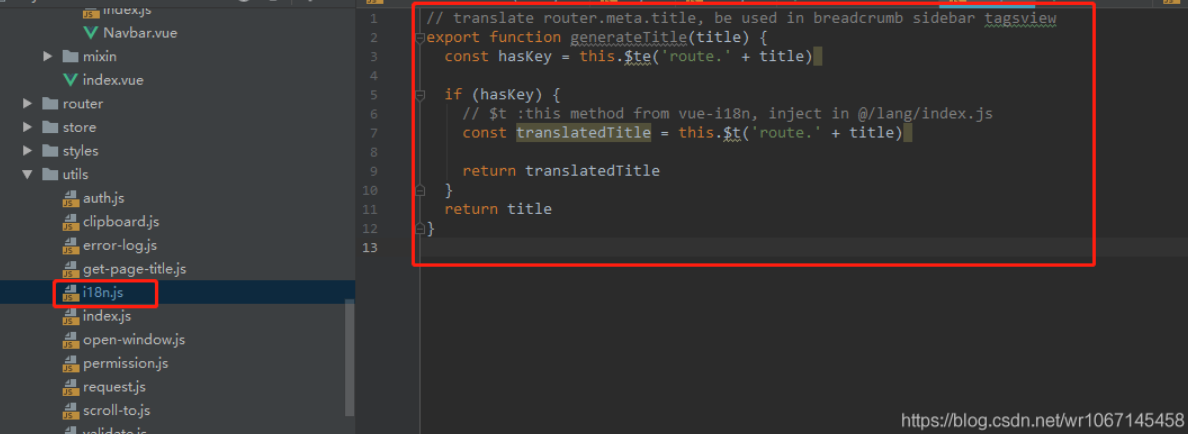 index.js
Navbar.vue
mixin
index.vue
router
store
styles
utils
auth.js
clipboard.js
error-log.js
get-page-title.js
i18n.js
index.js
open-window.js
permission.js
request.js
scroll-to.js
validate.js
1 // translate router.meta.title, be used in breadcrumb sidebar tagsview
2 export function generateTitle(title) {
3 const hasKey = this.$te('route.' + title)
4
5 if (hasKey) {
6 // $t :this method from vue-i18n, inject in @/lang/index.js
7 const translatedTitle = this.$t('route.' + title)
8
9 return translatedTitle
10 }
11 return title
12 }
13
https://blog.csdn.net/wr1067145458